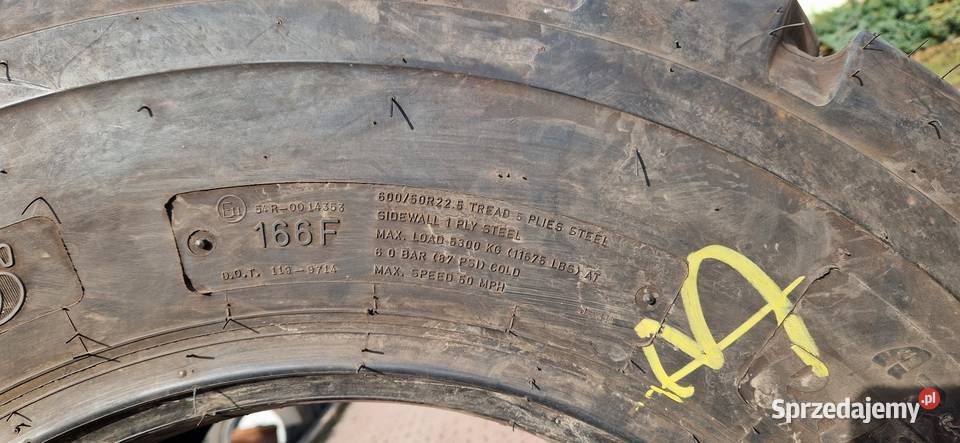 54R-0014353
166F
D.O.T. 118-9714
600/50R22.5 TREAD 5 PLIES STEEL
SIDEWALL 1 PLY STEEL
MAX. LOAD 5300 KG (11675 LBS) AT
6.0 BAR (87 PSI) COLD
MAX. SPEED 50 MPH
Sprzedajemy.pl